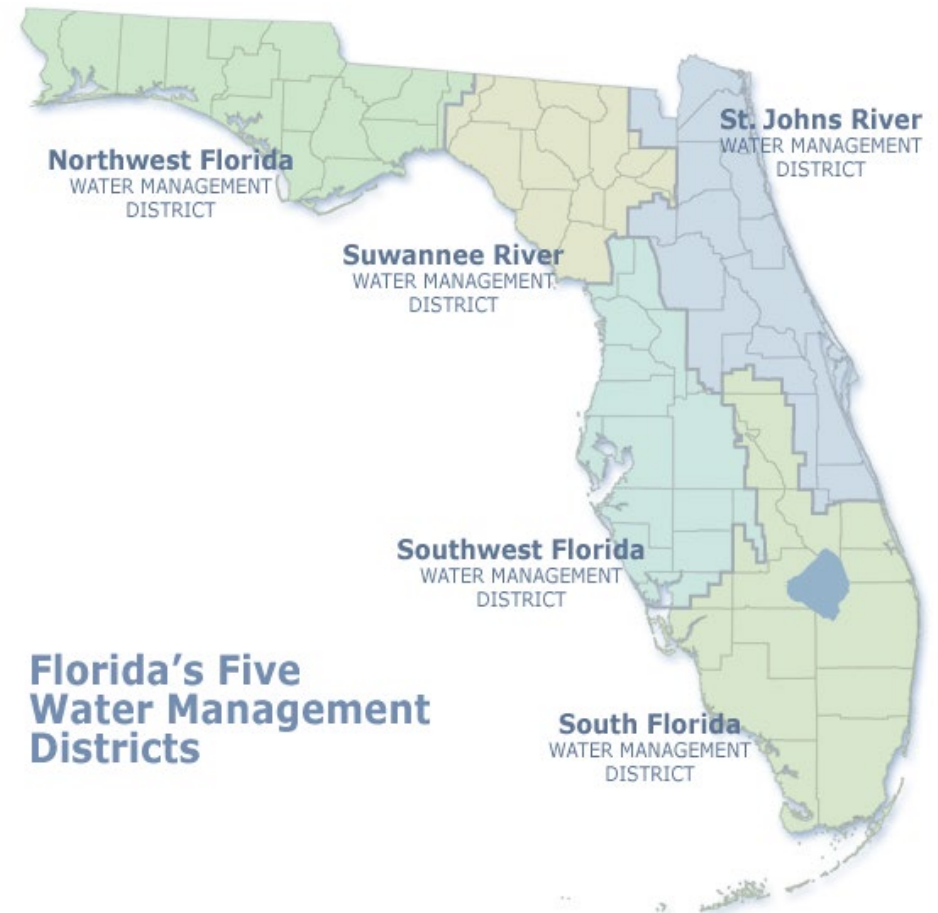 St. Johns River
WATER MANAGEMENT
DISTRICT
Northwest Florida
WATER MANAGEMENT
DISTRICT
Suwannee River
WATER MANAGEMENT
DISTRICT
Southwest Florida
WATER MANAGEMENT
DISTRICT
Florida's Five
Water Management
Districts
South Florida
WATER MANAGEMENT
DISTRICT